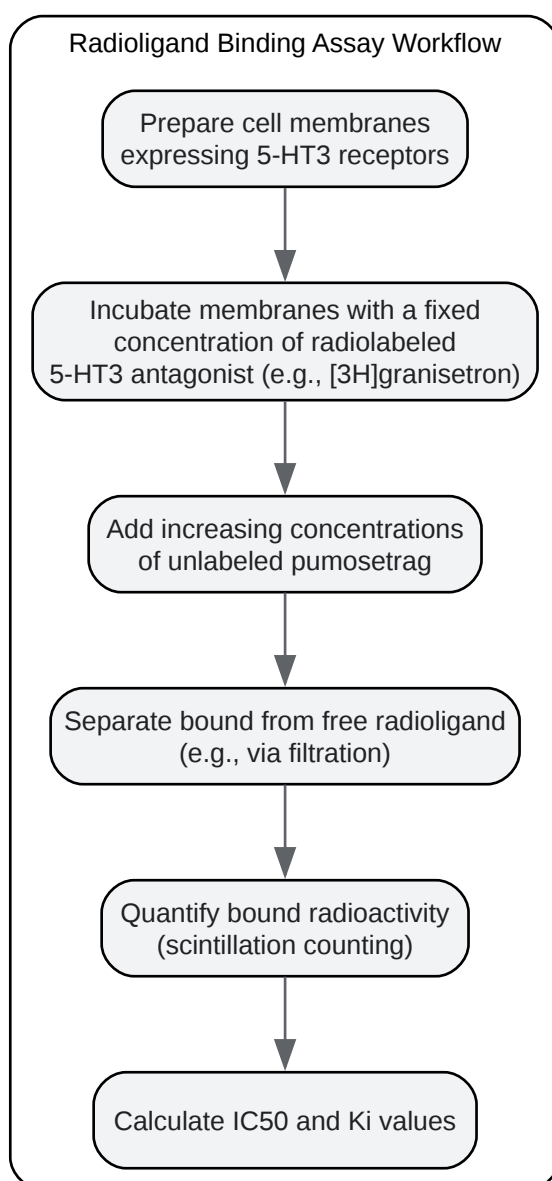 Radioligand Binding Assay Workflow
Prepare cell membranes
expressing 5-HT3 receptors
Incubate membranes with a fixed
concentration of radiolabeled
5-HT3 antagonist (e.g., [3H]granisetron)
Add increasing concentrations
of unlabeled pumosetrag
Separate bound from free radioligand
(e.g., via filtration)
Quantify bound radioactivity
(scintillation counting)
Calculate IC50 and Ki values